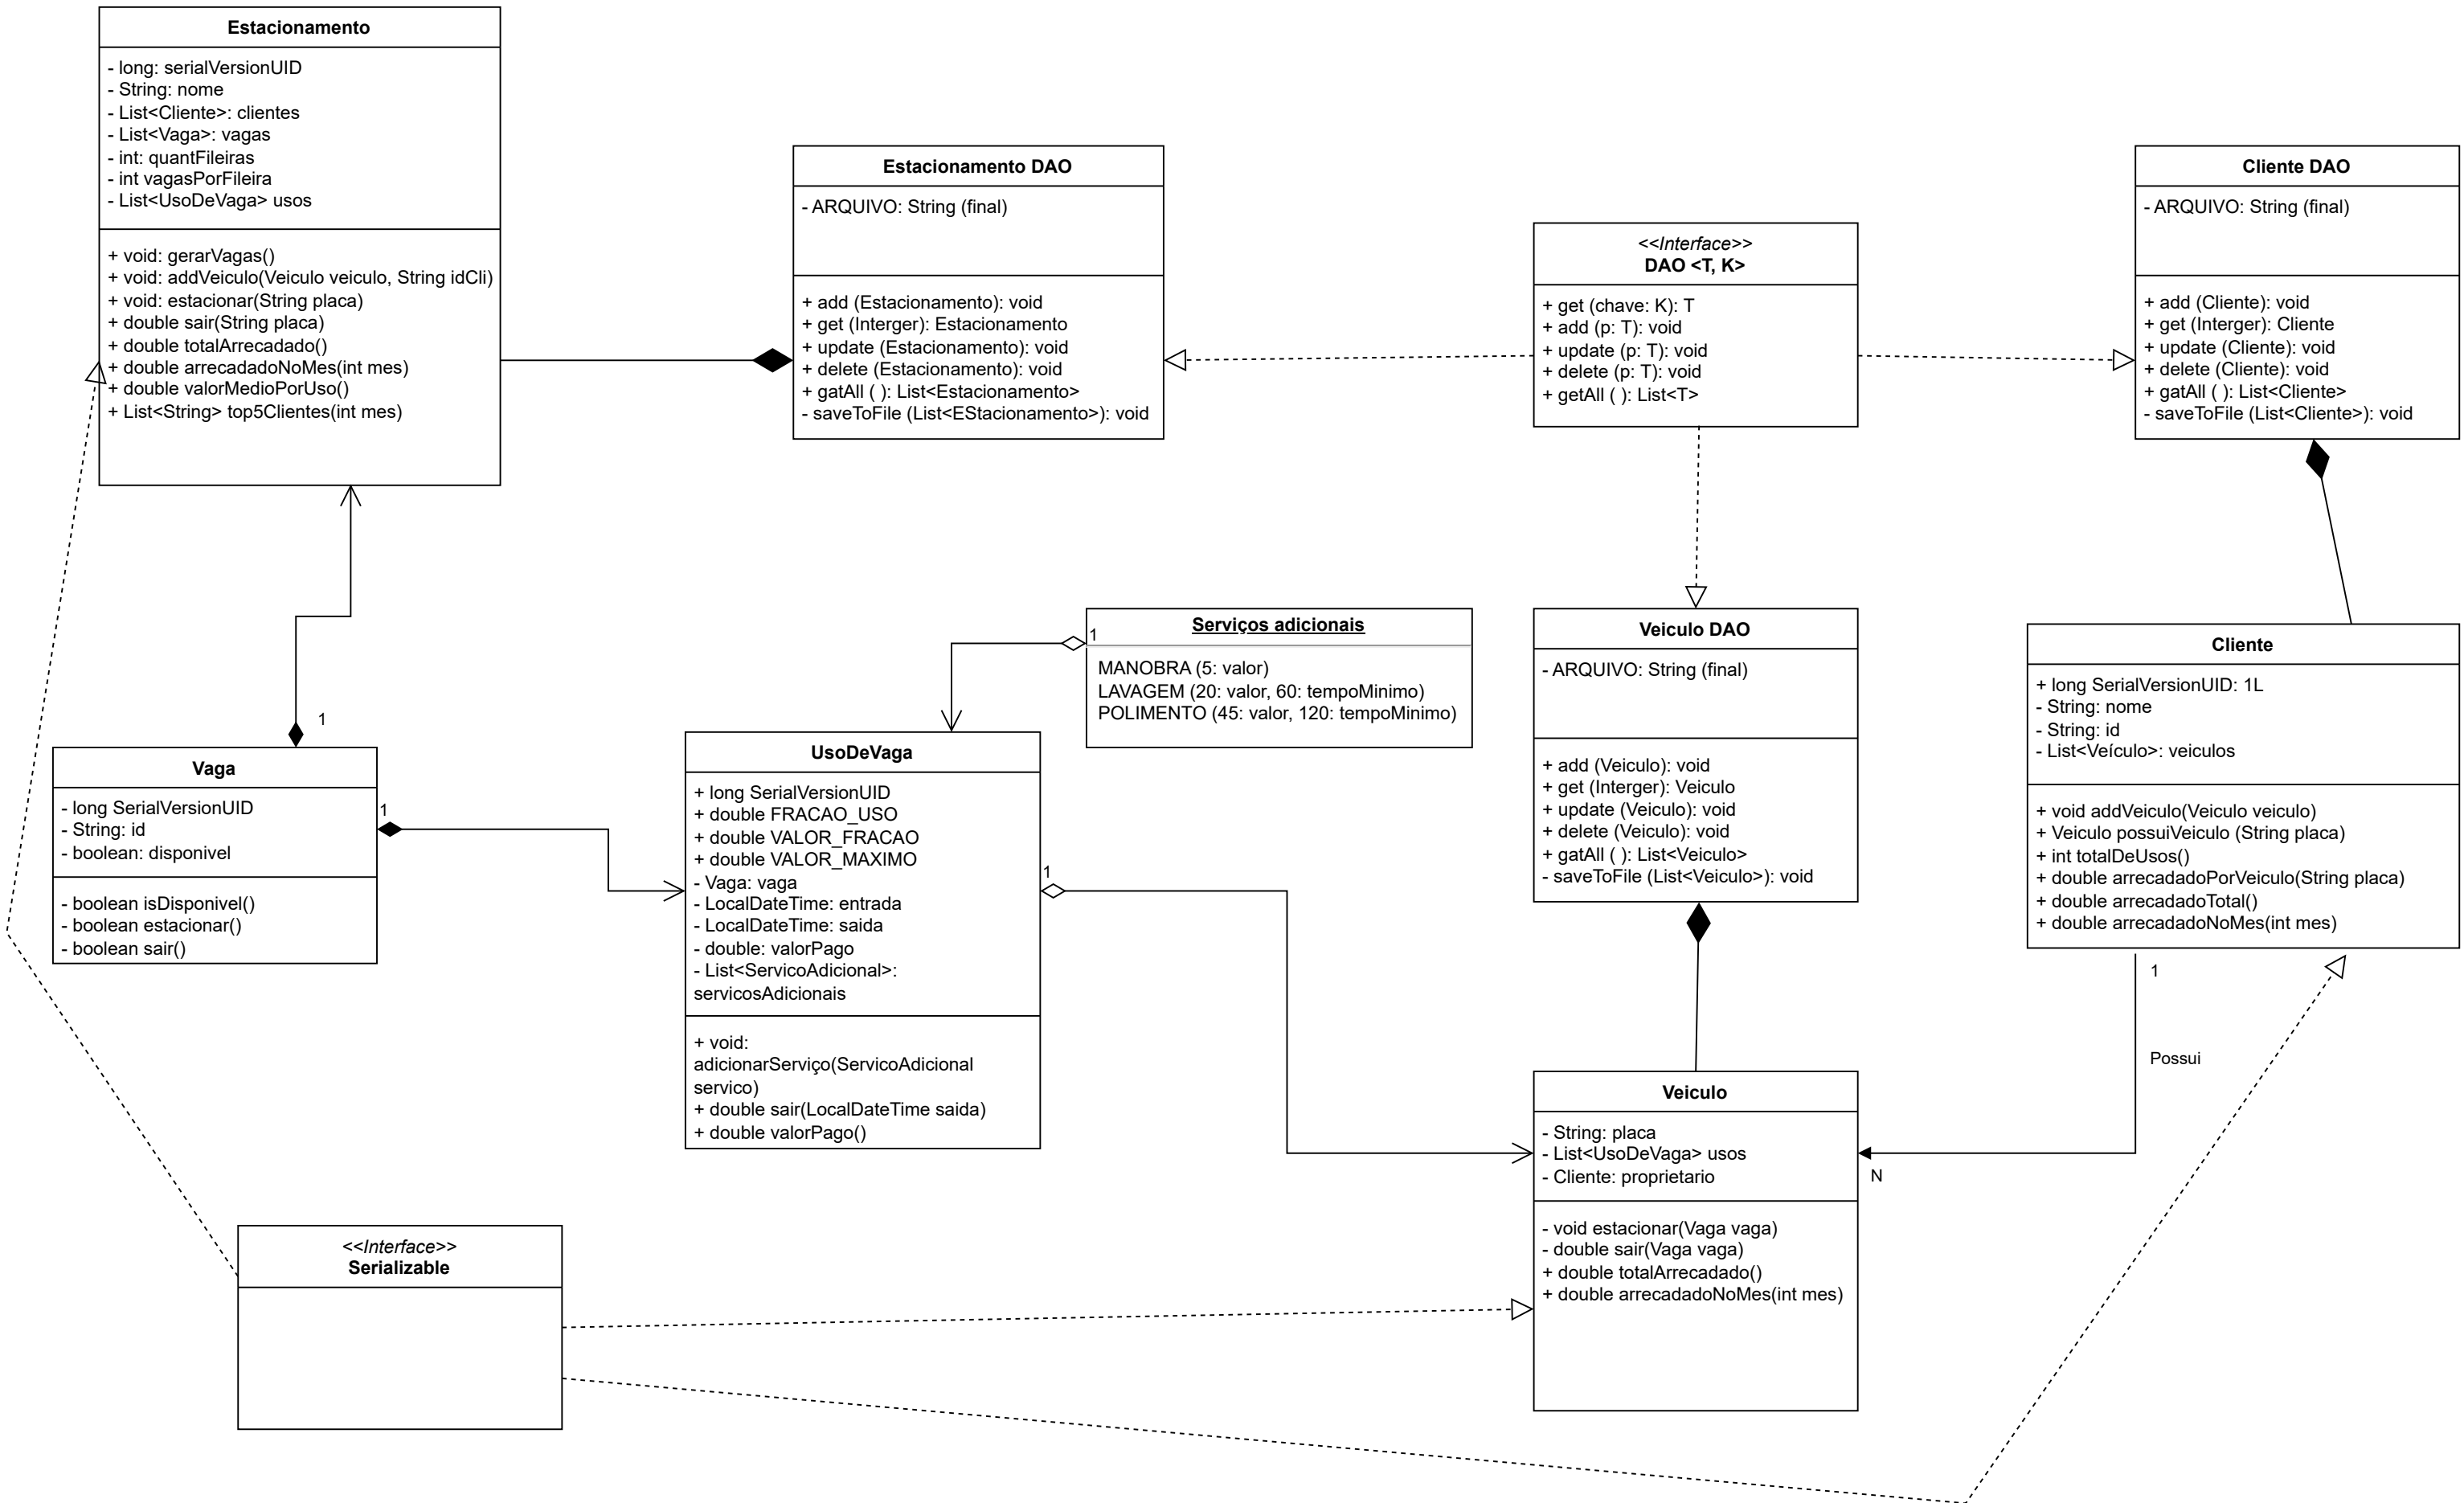 Estacionamento
- long: serialVersionUID
- String: nome
- List<Cliente>: clientes
- List<Vaga>: vagas
- int: quantFileiras
- int vagasPorFileira
- List<UsoDeVaga> usos
+ void: gerarVagas()
+ void: addVeiculo(Veiculo veiculo, String idCli)
+ void: estacionar(String placa)
+ double sair(String placa)
+ double totalArrecadado()
+ double arrecadadoNoMes(int mes)
+ double valorMedioPorUso()
+ List<String> top5Clientes(int mes)
Estacionamento DAO
- ARQUIVO: String (final)
+ add (Estacionamento): void
+ get (Interger): Estacionamento
+ update (Estacionamento): void
+ delete (Estacionamento): void
+ gatAll ( ): List<Estacionamento>
- saveToFile (List<EStacionamento>): void
<<Interface>>
DAO <T, K>
+ get (chave: K): T
+ add (p: T): void
+ update (p: T): void
+ delete (p: T): void
+ getAll ( ): List<T>
Cliente DAO
- ARQUIVO: String (final)
+ add (Cliente): void
+ get (Interger): Cliente
+ update (Cliente): void
+ delete (Cliente): void
+ gatAll ( ): List<Cliente>
- saveToFile (List<Cliente>): void
1
Serviços adicionais
MANOBRA (5: valor)
LAVAGEM (20: valor, 60: tempoMinimo)
POLIMENTO (45: valor, 120: tempoMinimo)
Veiculo DAO
- ARQUIVO: String (final)
+ add (Veiculo): void
+ get (Interger): Veiculo
+ update (Veiculo): void
+ delete (Veiculo): void
+ gatAll ( ): List<Veiculo>
- saveToFile (List<Veiculo>): void
Cliente
+ long SerialVersionUID: 1L
- String: nome
- String: id
- List<Veículo>: veiculos
+ void addVeiculo(Veiculo veiculo)
+ Veiculo possuiVeiculo (String placa)
+ int totalDeUsos()
+ double arrecadadoPorVeiculo(String placa)
+ double arrecadadoTotal()
+ double arrecadadoNoMes(int mes)
1
Vaga
- long SerialVersionUID
- String: id
- boolean: disponivel
- boolean isDisponivel()
- boolean estacionar()
- boolean sair()
1
UsoDeVaga
+ long SerialVersionUID
+ double FRACAO_USO
+ double VALOR_FRACAO
+ double VALOR_MAXIMO
- Vaga: vaga
- LocalDateTime: entrada
- LocalDateTime: saida
- double: valorPago
- List<ServicoAdicional>:
servicosAdicionais
+ void:
adicionarServiço(ServicoAdicional
servico)
+ double sair(LocalDateTime saida)
+ double valorPago()
1
1
Possui
N
Veiculo
- String: placa
- List<UsoDeVaga> usos
- Cliente: proprietario
- void estacionar(Vaga vaga)
- double sair(Vaga vaga)
+ double totalArrecadado()
+ double arrecadadoNoMes(int mes)
<<Interface>>
Serializable